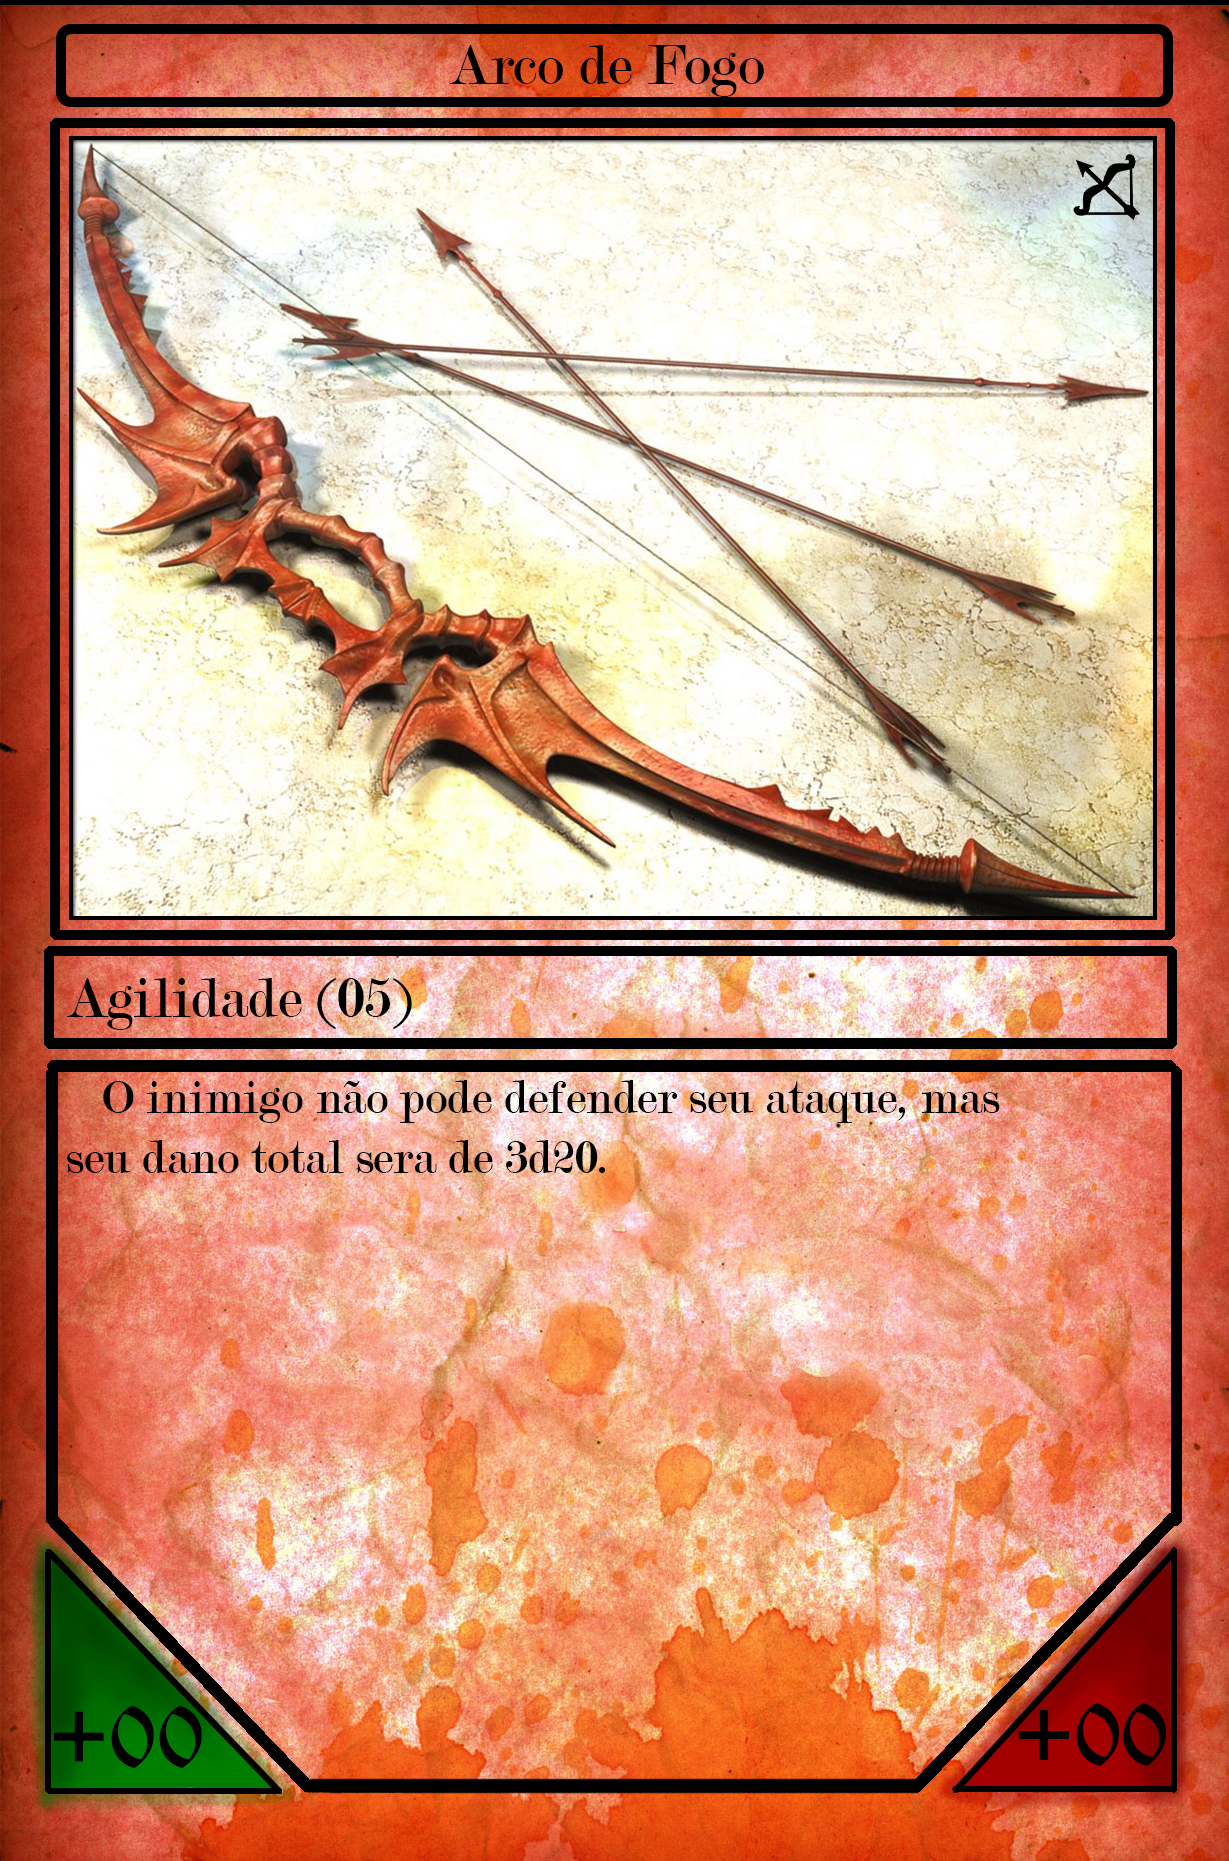 Arco de Fogo
Agilidade (05)
O inimigo não pode defender seu ataque, mas
seu dano total sera de 3d20.
+00
+00